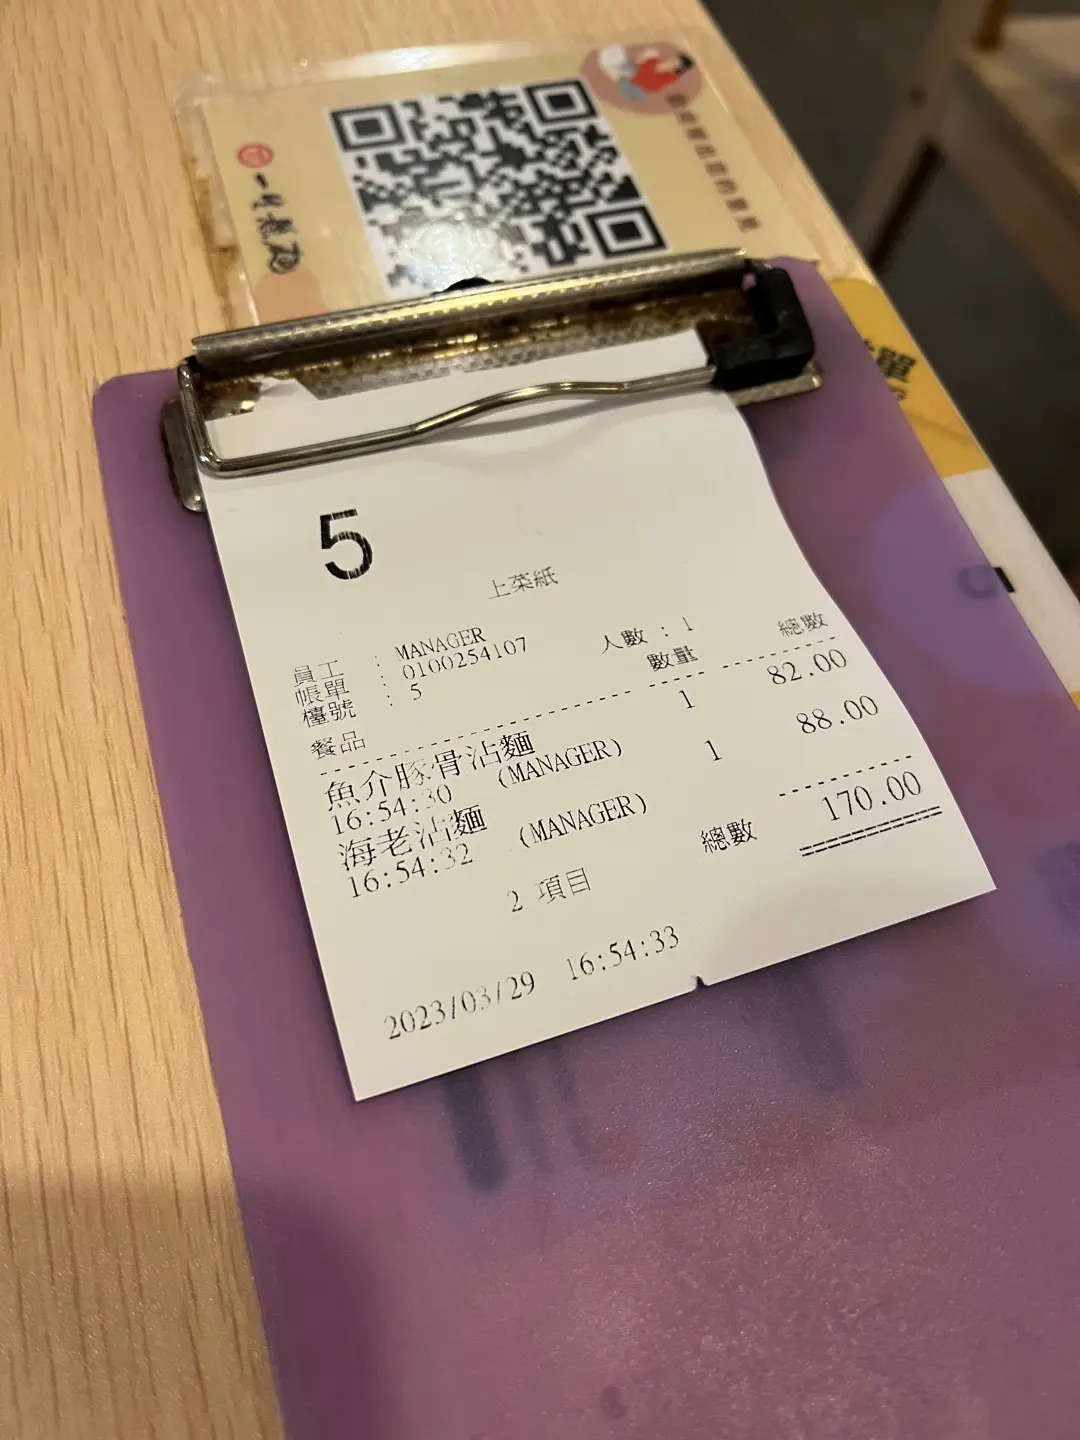 單
5
上菜紙
員工 : MANAGER
帳單 : 0100254107 人數 : 1
檯號 : 5
餐品 數量 總數
魚介豚骨沾麵 1 82.00
16:54:30 (MANAGER)
海老沾麵 1 88.00
16:54:32 (MANAGER)
2 項目 總數 170.00
2023/03/29 16:54:33